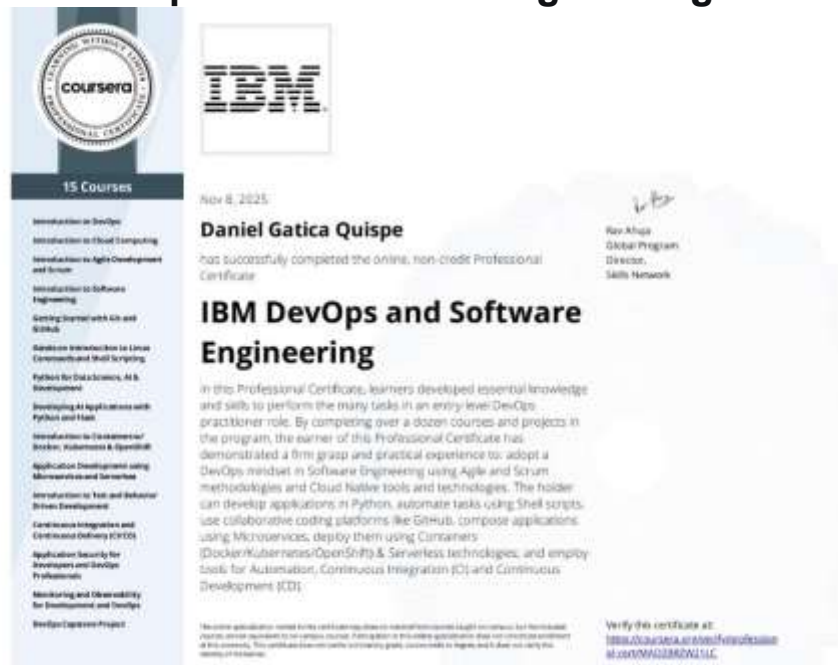 LEARNING WITHOUT LIMITS
coursera
PROFESSIONAL CERTIFICATE
IBM
15 Courses
Introduction to DevOps
Introduction to Cloud Computing
Introduction to Agile Development
and Scrum
Introduction to Software
Engineering
Getting Started with Git and
GitHub
Hands-on Introduction to Linux
Commands and Shell Scripting
Python for Data Science, AI &
Development
Developing AI Applications with
Python and Flask
Introduction to Containers w/
Docker, Kubernetes & OpenShift
Application Development using
Microservices and Serverless
Introduction to Test and Behavior
Driven Development
Continuous Integration and
Continuous Delivery (CI/CD)
Application Security for
Developers and DevOps
Professionals
Monitoring and Observability
for Development and DevOps
DevOps Capstone Project
Nov 8, 2025
Daniel Gatica Quispe
has successfully completed the online, non-credit Professional
Certificate
IBM DevOps and Software
Engineering
In this Professional Certificate, learners developed essential knowledge
and skills to perform the many tasks in an entry-level DevOps
practitioner role. By completing over a dozen courses and projects in
the program, the earner of this Professional Certificate has
demonstrated a firm grasp and practical experience to: adopt a
DevOps mindset in Software Engineering using Agile and Scrum
methodologies and Cloud Native tools and technologies. The holder
can develop applications in Python, automate tasks using Shell scripts,
use collaborative coding platforms like GitHub, compose applications
using Microservices, deploy them using Containers
(Docker/Kubernetes/OpenShift) & Serverless technologies, and employ
tools for Automation, Continuous Integration (CI) and Continuous
Development (CD).
Rav Ahuja
Global Program
Director,
Skills Network
Verify this certificate at: